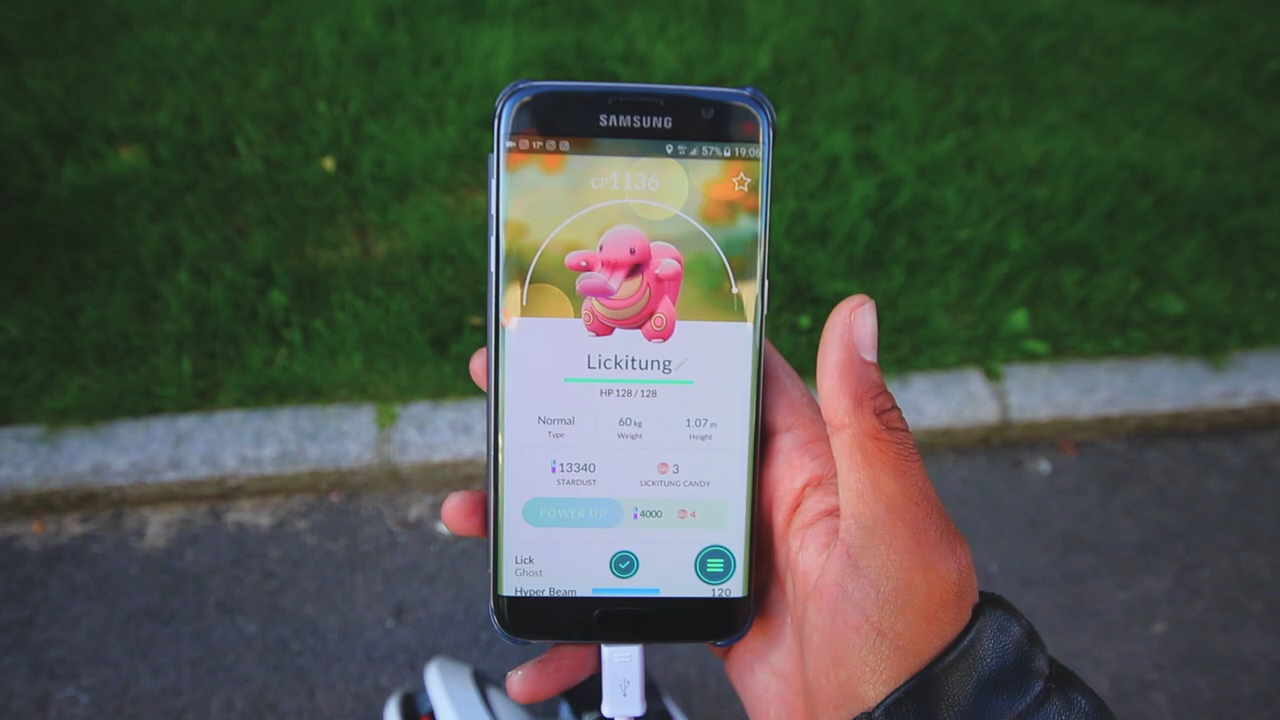 SAMSUNG
17° 57% 19:06
CP1136
Lickitung
HP 128 / 128
Normal 60 kg 1.07 m
Type Weight Height
13340 3
STARDUST LICKITUNG CANDY
POWER UP 4000 4
Lick
Ghost
Hyper Beam 120